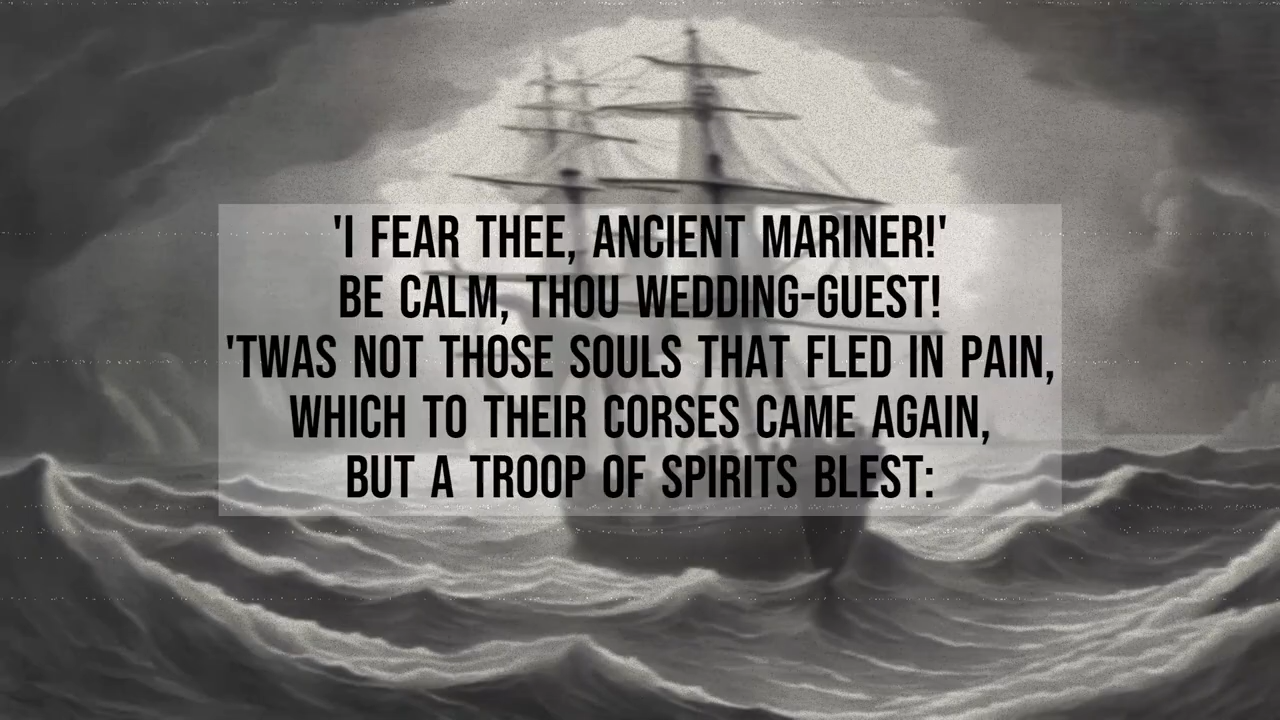 'I FEAR THEE, ANCIENT MARINER!'
BE CALM, THOU WEDDING-GUEST!
'TWAS NOT THOSE SOULS THAT FLED IN PAIN,
WHICH TO THEIR CORSES CAME AGAIN,
BUT A TROOP OF SPIRITS BLEST: